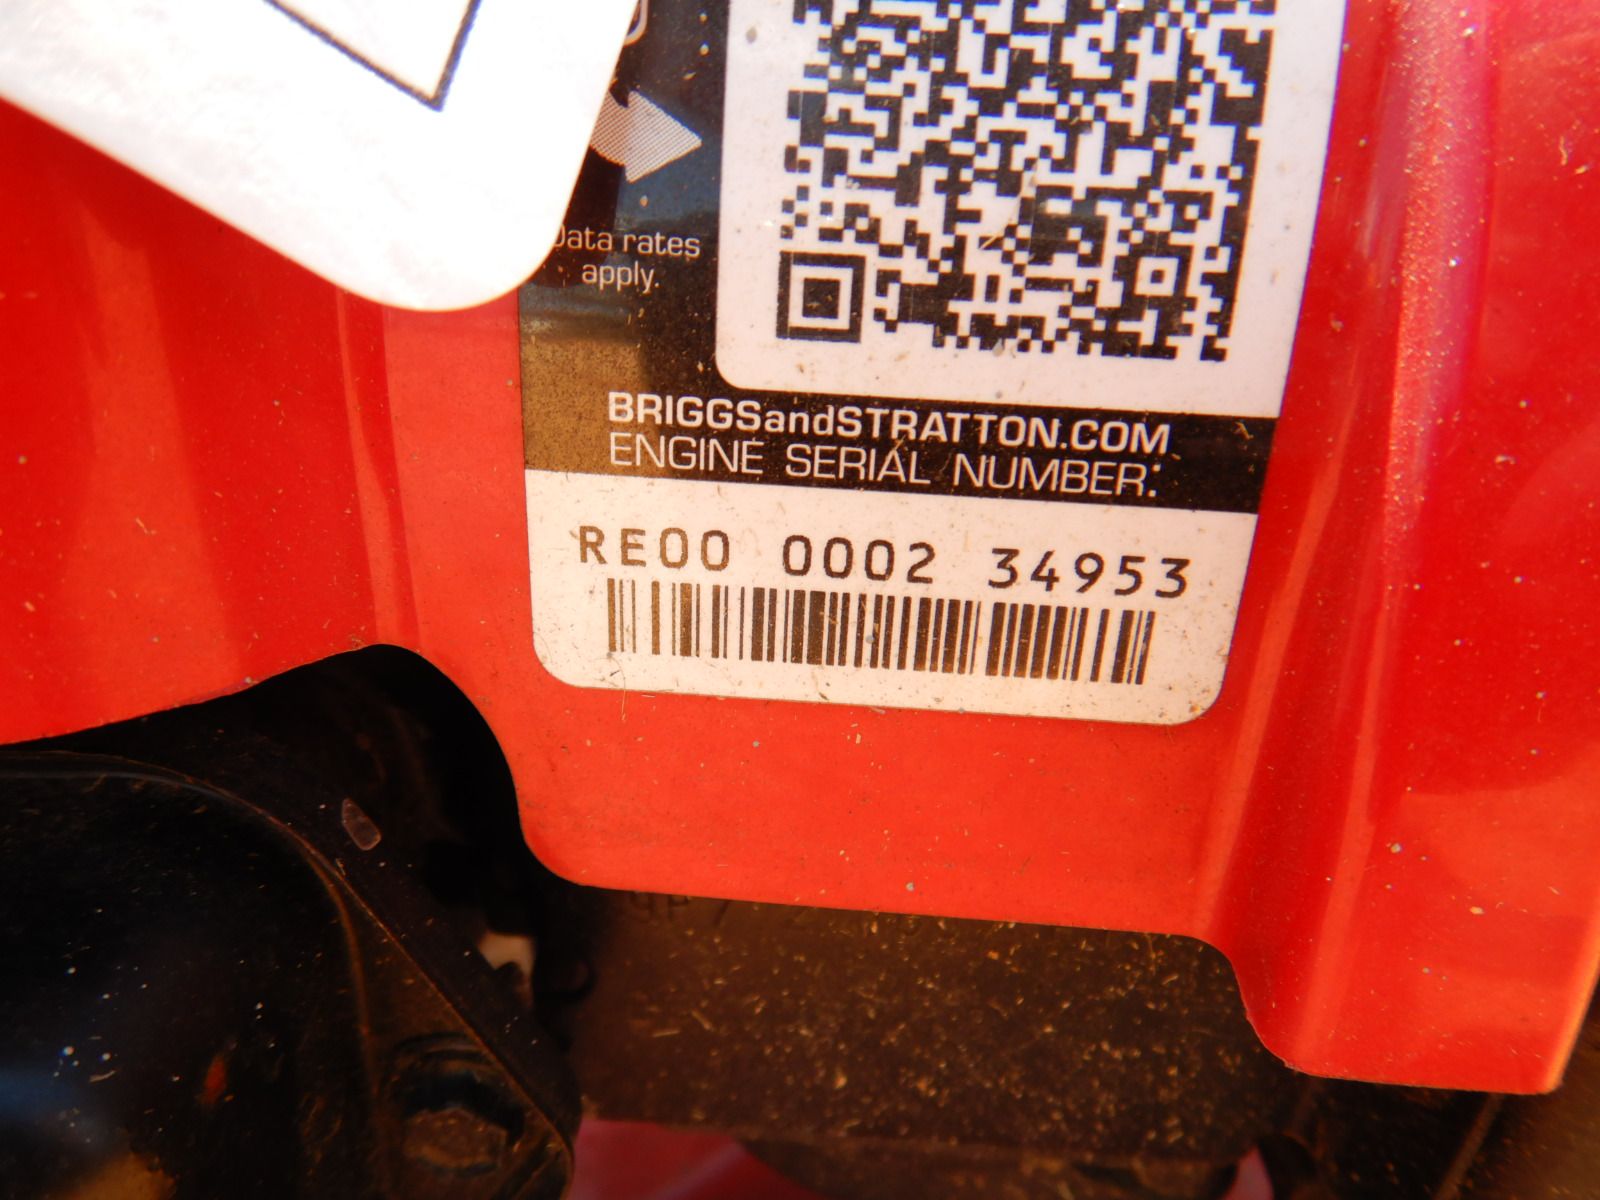 Data rates
apply.
BRIGGSandSTRATTON.COM
ENGINE SERIAL NUMBER:
RE00 0002 34953